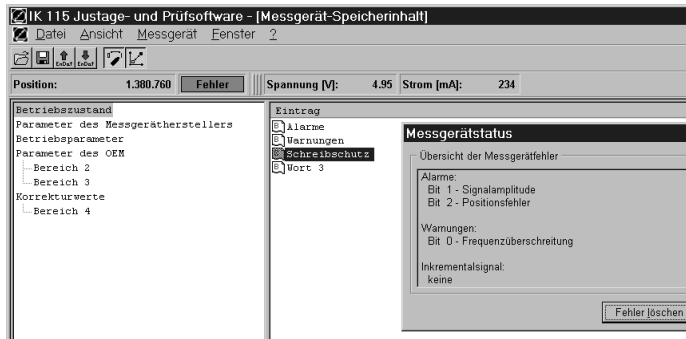 IK 115 Justage- und Prüfsoftware - [Messgerät-Speicherinhalt]
Datei Ansicht Messgerät Fenster ?
EnDat EnDat
Position: 1.380.760 Fehler Spannung [V]: 4.95 Strom [mA]: 234
Betriebszustand
Parameter des Messgeräteherstellers
Betriebsparameter
Parameter des OEM
Bereich 2
Bereich 3
Korrekturwerte
Bereich 4
Eintrag
Alarme
Warnungen
Schreibschutz
Wort 3
Messgerätstatus
Übersicht der Messgerätfehler
Alarme:
Bit 1 - Signalamplitude
Bit 2 - Positionsfehler
Warnungen:
Bit 0 - Frequenzüberschreitung
Inkrementalsignal:
keine
Fehler löschen